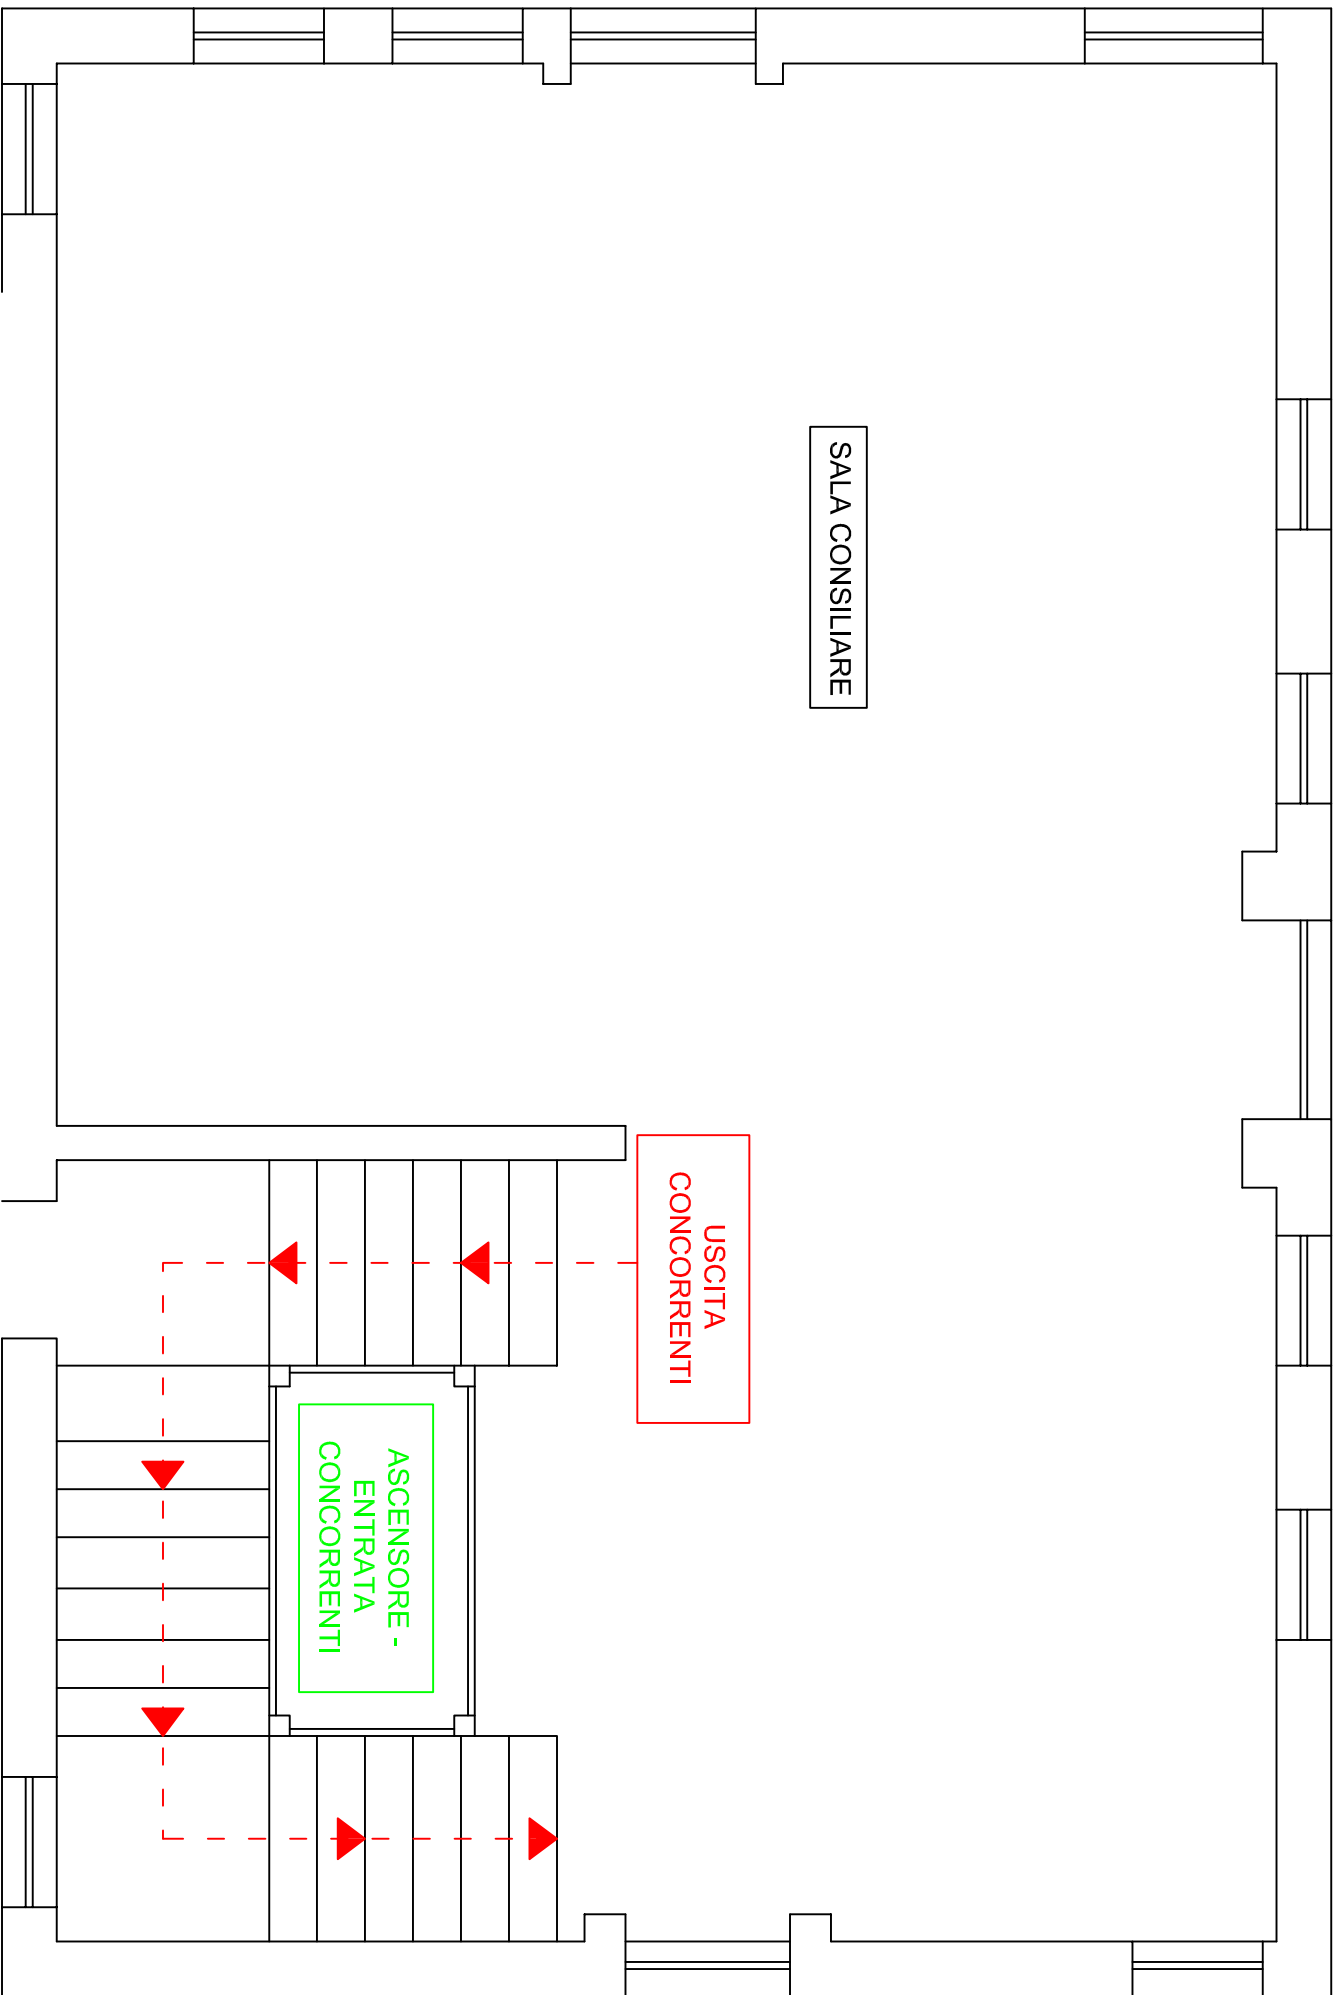 SALA CONSILIARE
USCITA
CONCORRENTI
ASCENSORE -
ENTRATA
CONCORRENTI